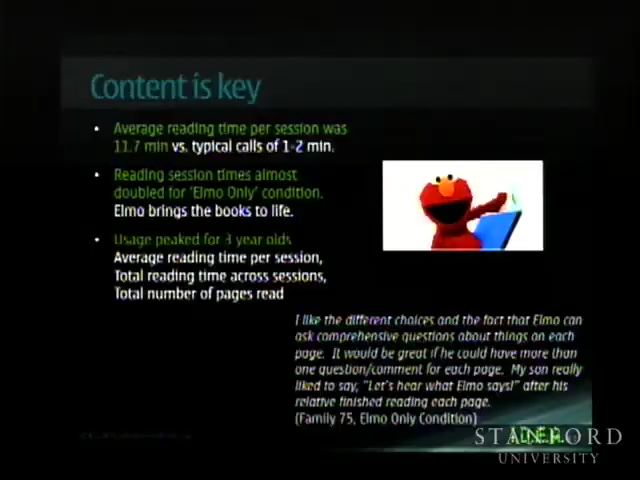 Content is key
• Average reading time per session was
11.7 min vs. typical calls of 1-2 min.
• Reading session times almost
doubled for 'Elmo Only' condition.
Elmo brings the books to life.
• Usage peaked for 3 year olds
Average reading time per session,
Total reading time across sessions,
Total number of pages read
I like the different choices and the fact that Elmo can
ask comprehensive questions about things on each
page. It would be great if he could have more than
one question/comment for each page. My son really
liked to say, "Let's hear what Elmo says!" after his
relative finished reading each page.
(Family 75, Elmo Only Condition)
STANFORD
UNIVERSITY